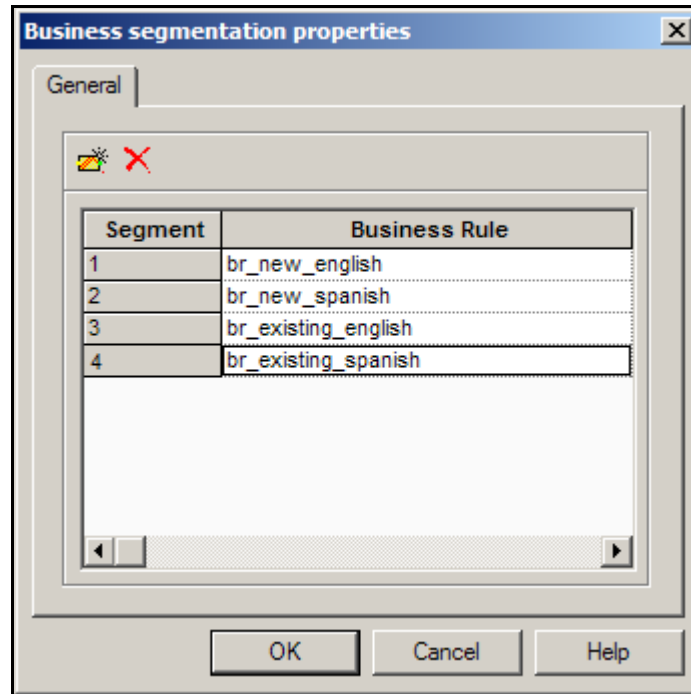 Business segmentation properties
General
Segment Business Rule
1 br_new_english
2 br_new_spanish
3 br_existing_english
4 br_existing_spanish
OK Cancel Help